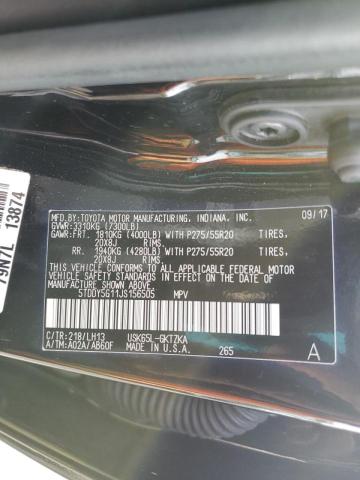 MFD.BY:TOYOTA MOTOR MANUFACTURING, INDIANA, INC. 09/17
GVWR:3310KG (7300LB)
GAWR:FRT. 1810KG (4000LB) WITH P275/55R20 TIRES,
20X8J RIMS,
RR. 1940KG (4280LB) WITH P275/55R20 TIRES,
20X8J RIMS.
THIS VEHICLE CONFORMS TO ALL APPLICABLE FEDERAL MOTOR
VEHICLE SAFETY STANDARDS IN EFFECT ON THE
DATE OF MANUFACTURE SHOWN ABOVE.
5TDDY5G11JS156505 MPV
C/TR:218/LH13 USK65L-GKTZKA
A/TM:A02A/AB60F MADE IN U.S.A. 265 A
79N7L 13874